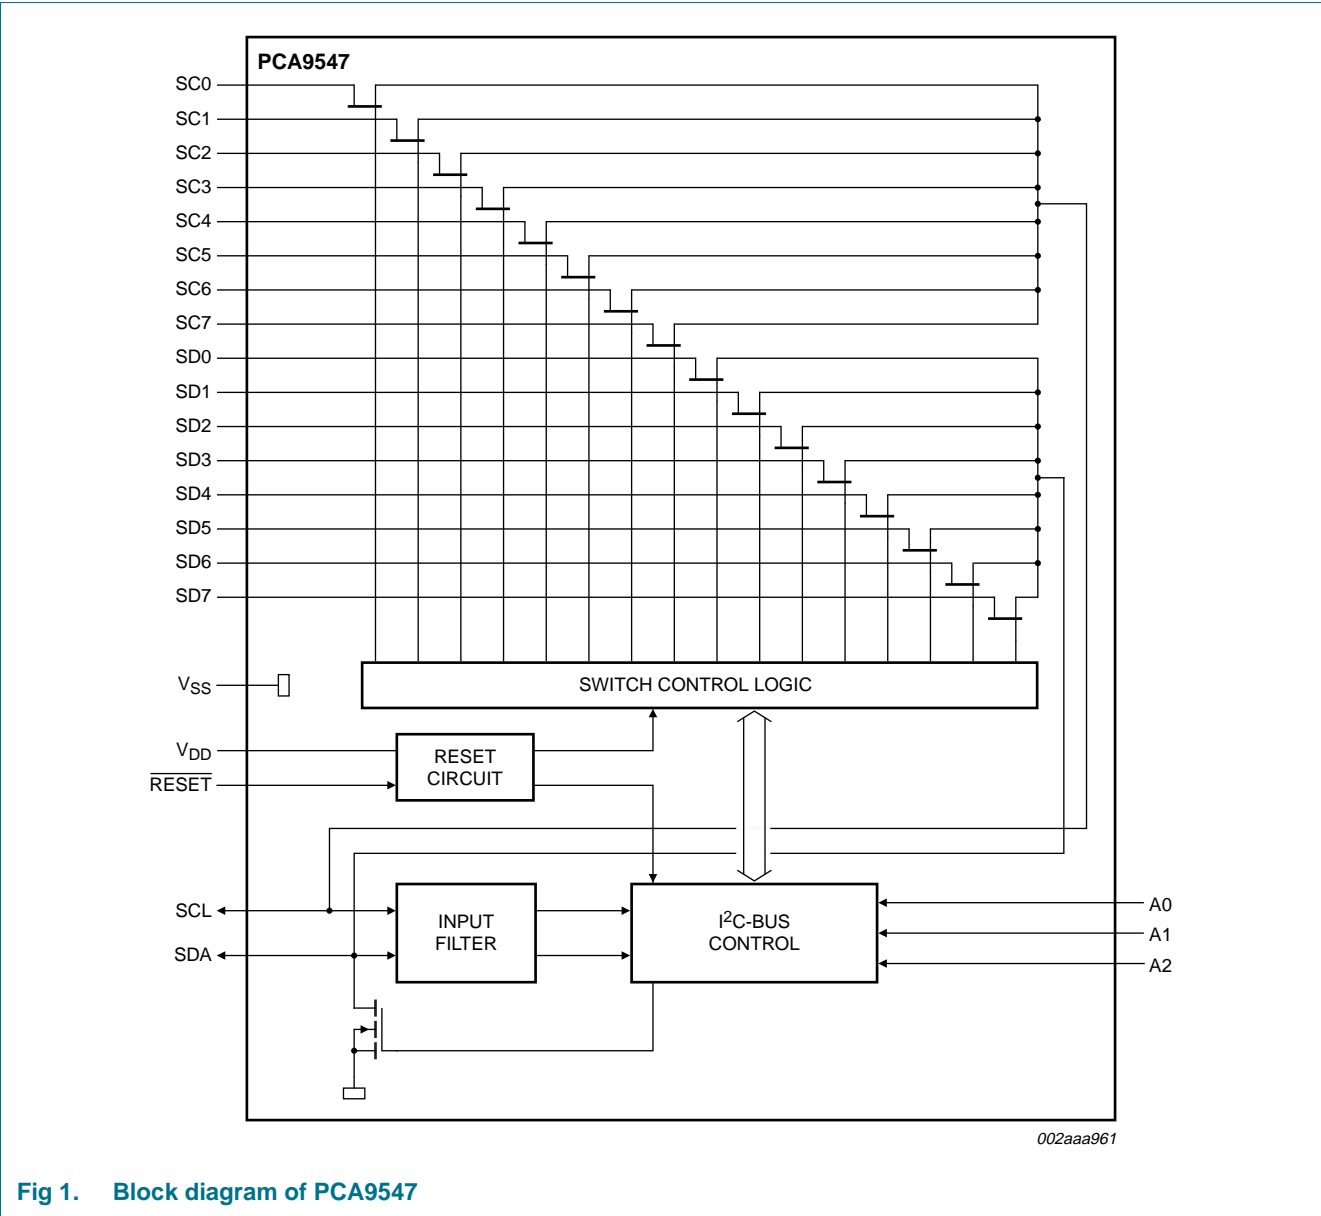 PCA9547
SC0
SC1
SC2
SC3
SC4
SC5
SC6
SC7
SD0
SD1
SD2
SD3
SD4
SD5
SD6
SD7
VSS
SWITCH CONTROL LOGIC
VDD
RESET
RESET
CIRCUIT
SCL
SDA
INPUT
FILTER
I2C-BUS
CONTROL
A0
A1
A2
002aaa961
Fig 1. Block diagram of PCA9547